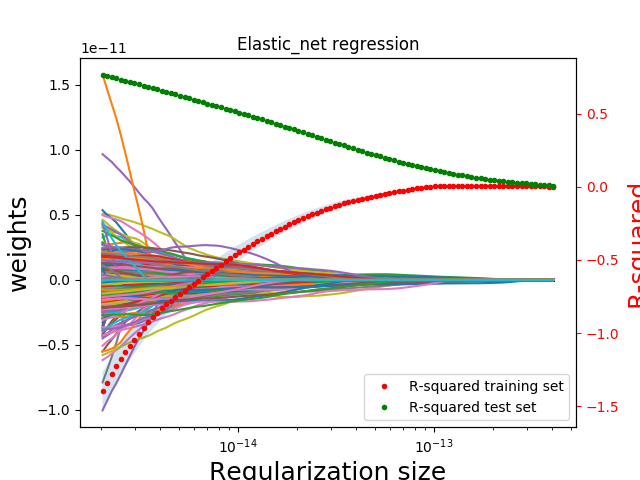 Elastic_net regression
1e−11
1.5
1.0
0.5
0.0
−0.5
−1.0
weights
0.5
0.0
−0.5
−1.0
−1.5
R-squared
R-squared training set
R-squared test set
10⁻¹⁴
10⁻¹³
Regularization size